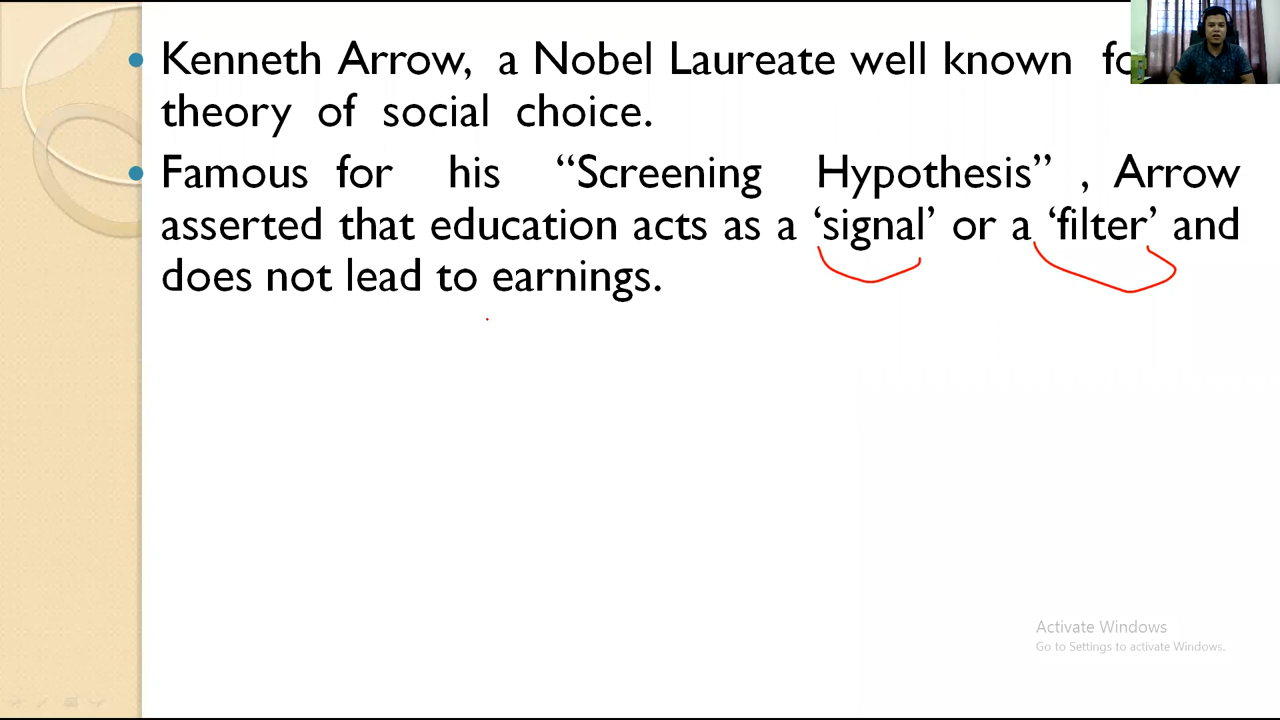 Kenneth Arrow, a Nobel Laureate well known
theory of social choice.
Famous for his “Screening Hypothesis” , Arrow
asserted that education acts as a ‘signal’ or a ‘filter’ and
does not lead to earnings.
Activate Windows
Go to Settings to activate Windows.